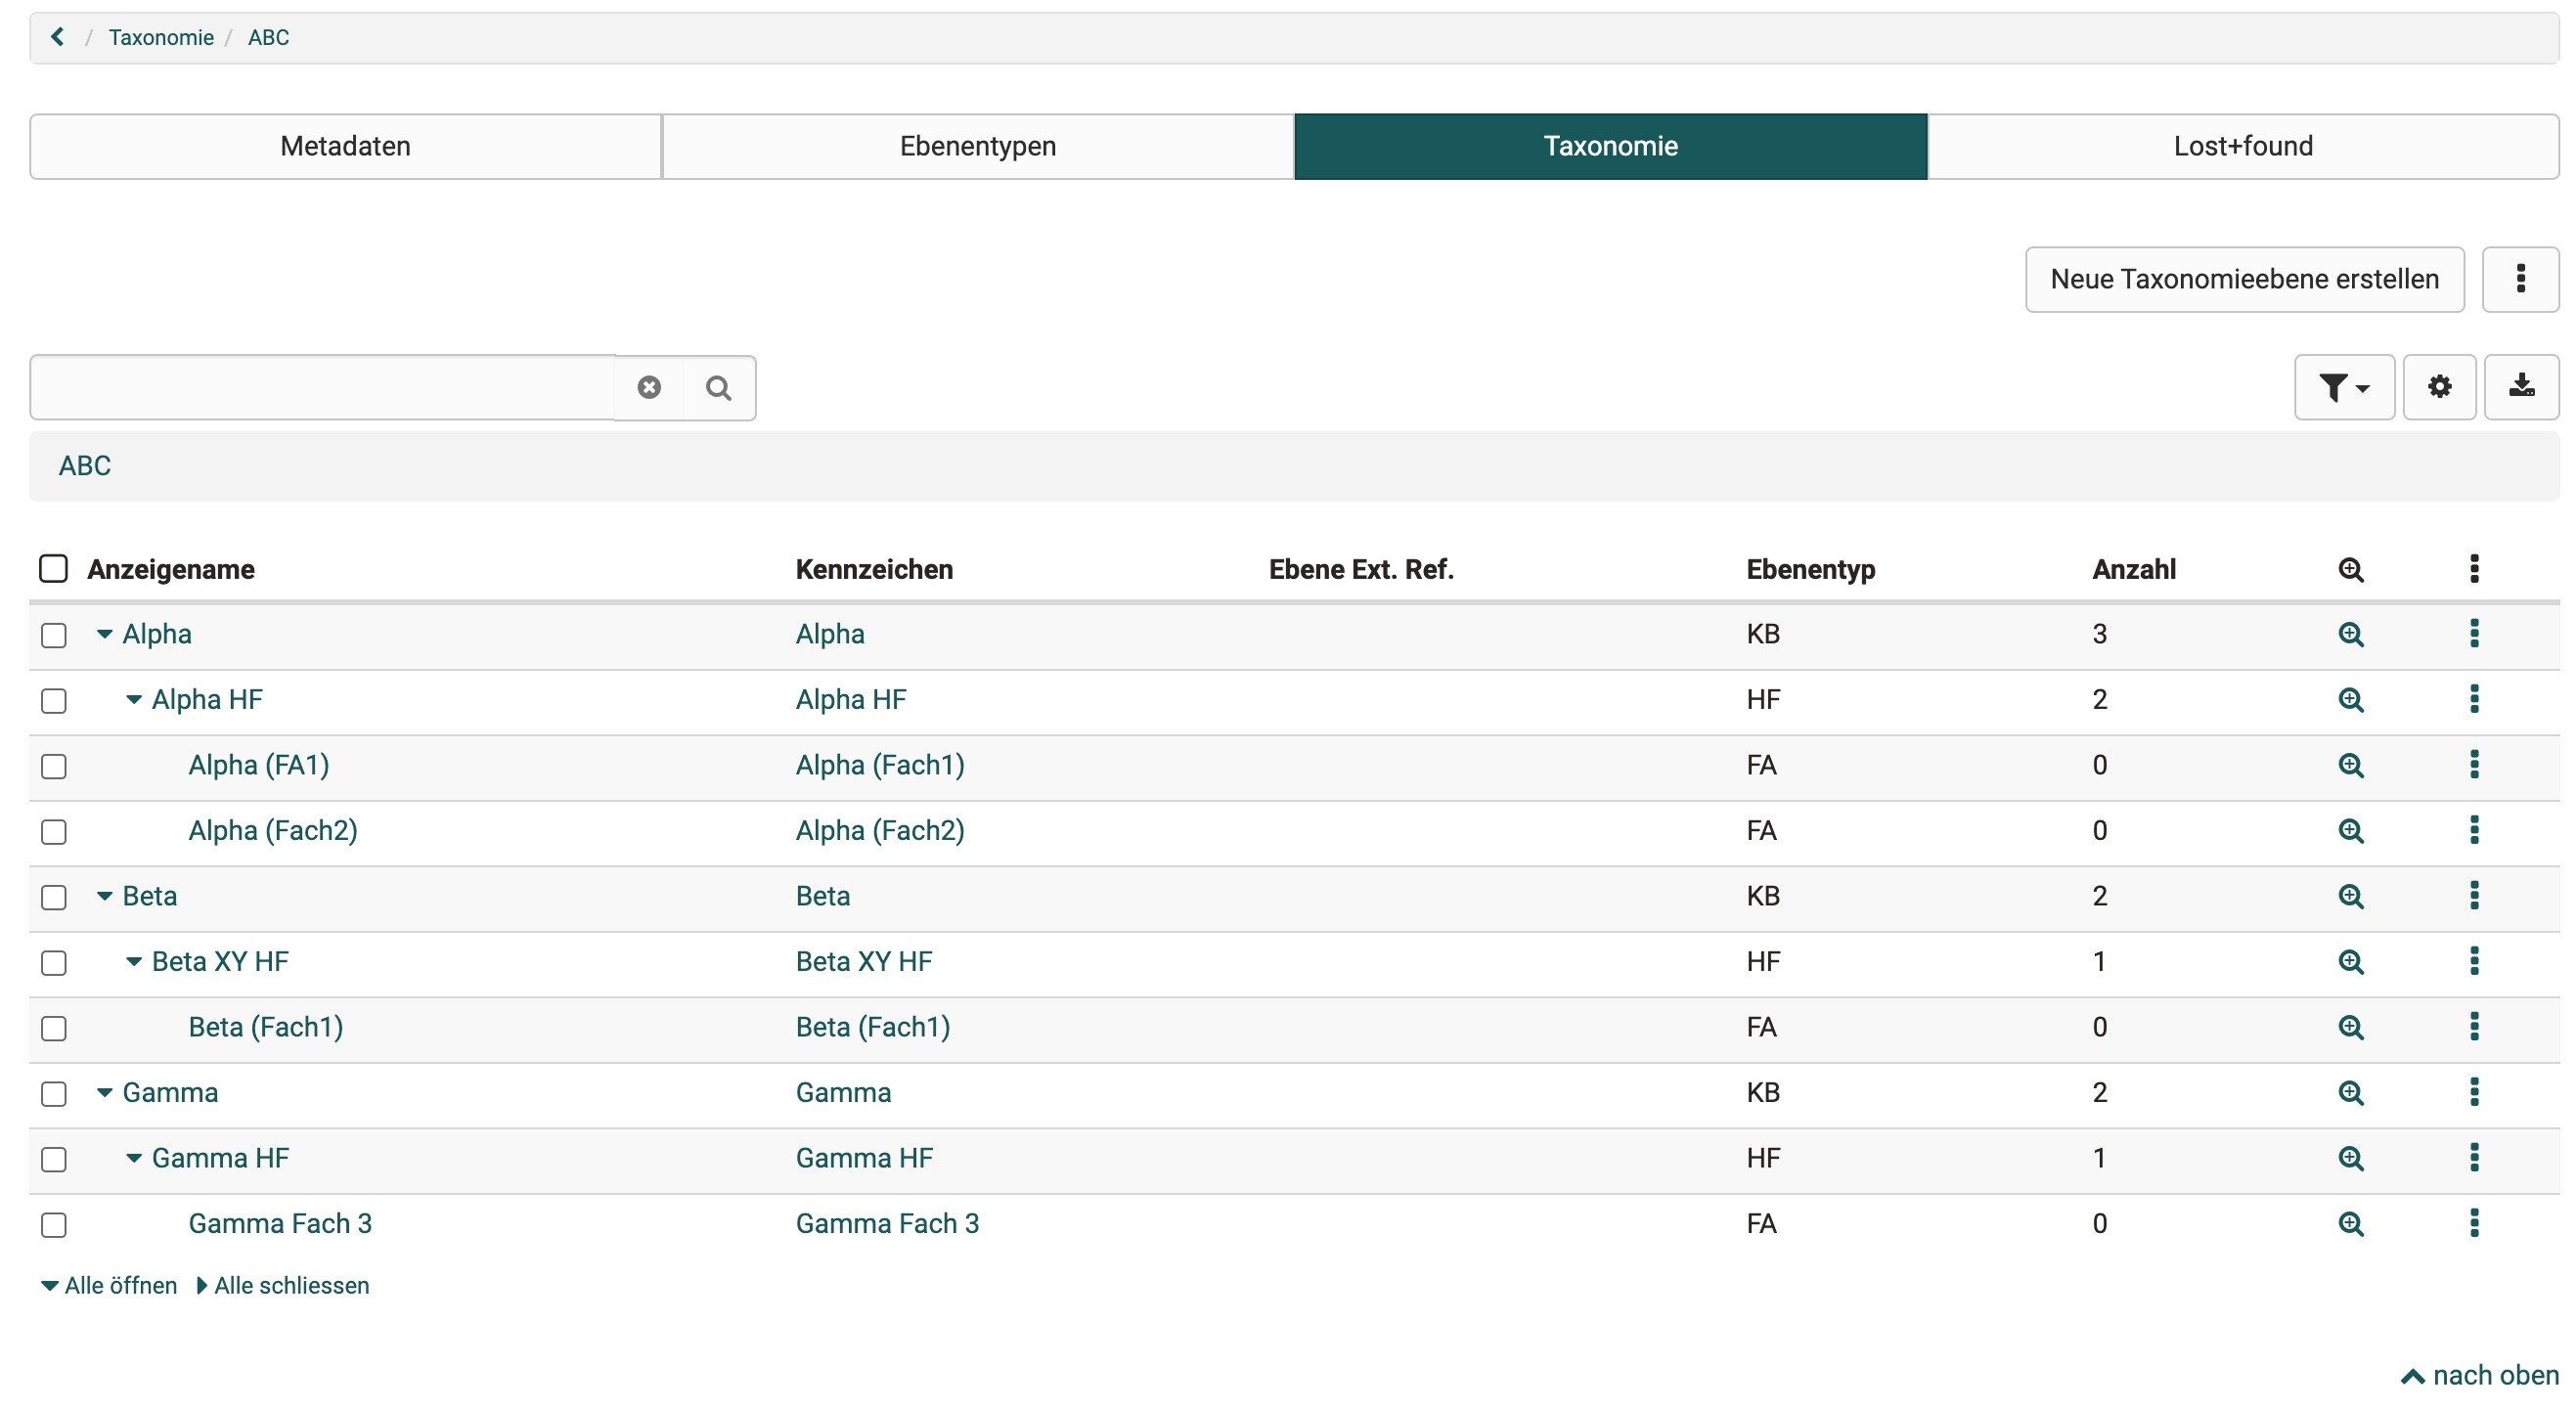 / Taxonomie / ABC
Metadaten Ebenentypen Taxonomie Lost+found
Neue Taxonomieebene erstellen
ABC
Anzeigename Kennzeichen Ebene Ext. Ref. Ebenentyp Anzahl
Alpha Alpha KB 3
Alpha HF Alpha HF HF 2
Alpha (FA1) Alpha (Fach1) FA 0
Alpha (Fach2) Alpha (Fach2) FA 0
Beta Beta KB 2
Beta XY HF Beta XY HF HF 1
Beta (Fach1) Beta (Fach1) FA 0
Gamma Gamma KB 2
Gamma HF Gamma HF HF 1
Gamma Fach 3 Gamma Fach 3 FA 0
Alle öffnen Alle schliessen
nach oben